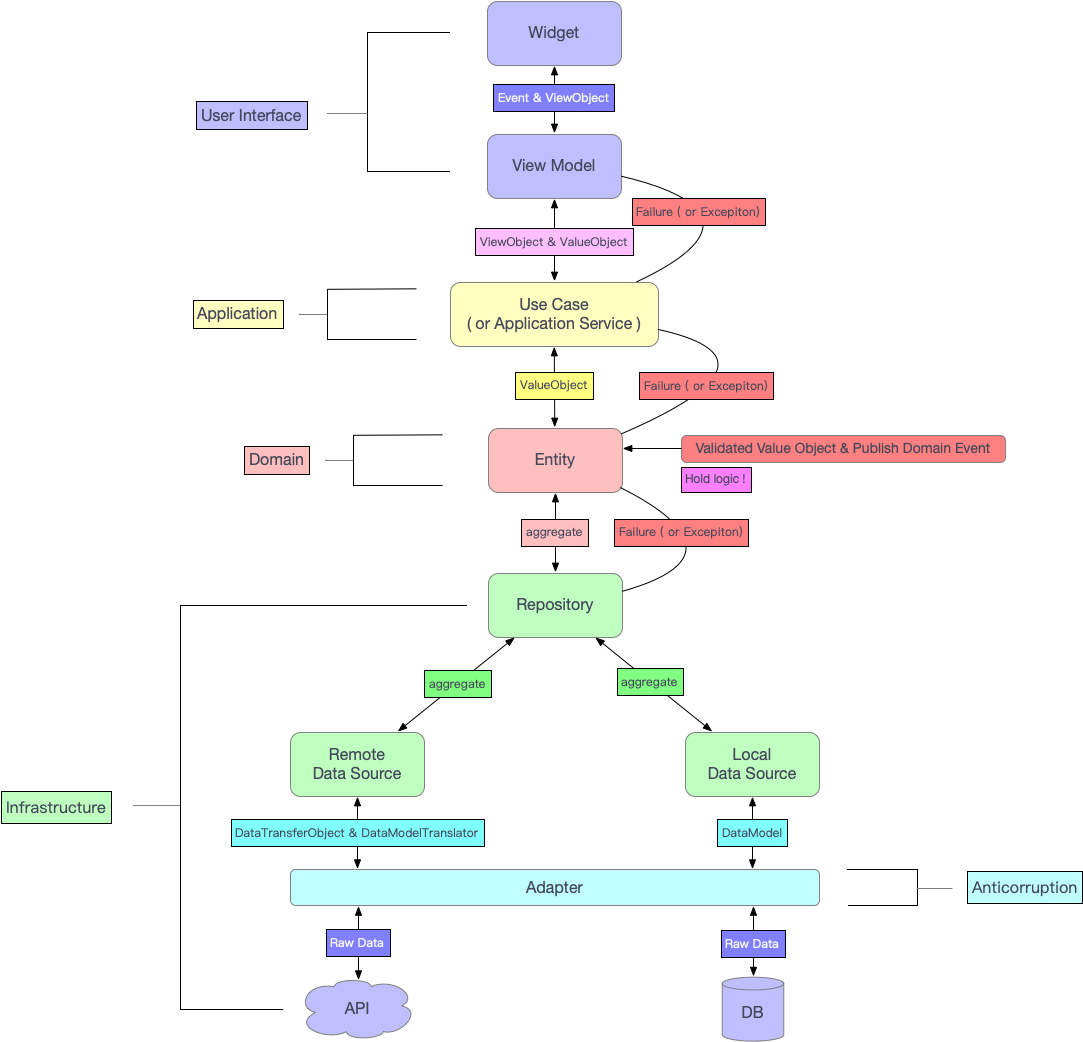 Widget
Event & ViewObject
User Interface
View Model
Failure ( or Excepiton)
ViewObject & ValueObject
Use Case
( or Application Service )
Application
ValueObject
Failure ( or Excepiton)
Domain
Entity
Validated Value Object & Publish Domain Event
Hold logic !
aggregate
Failure ( or Excepiton)
Repository
aggregate
aggregate
Remote
Data Source
Local
Data Source
Infrastructure
DataTransferObject & DataModelTranslator
DataModel
Adapter
Anticorruption
Raw Data
Raw Data
API
DB